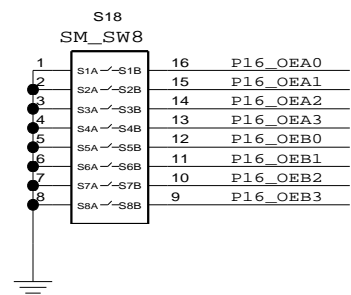 S18
SM_SW8
1 S1A S1B 16 P16_OEA0
2 S2A S2B 15 P16_OEA1
3 S3A S3B 14 P16_OEA2
4 S4A S4B 13 P16_OEA3
5 S5A S5B 12 P16_OEB0
6 S6A S6B 11 P16_OEB1
7 S7A S7B 10 P16_OEB2
8 S8A S8B 9 P16_OEB3